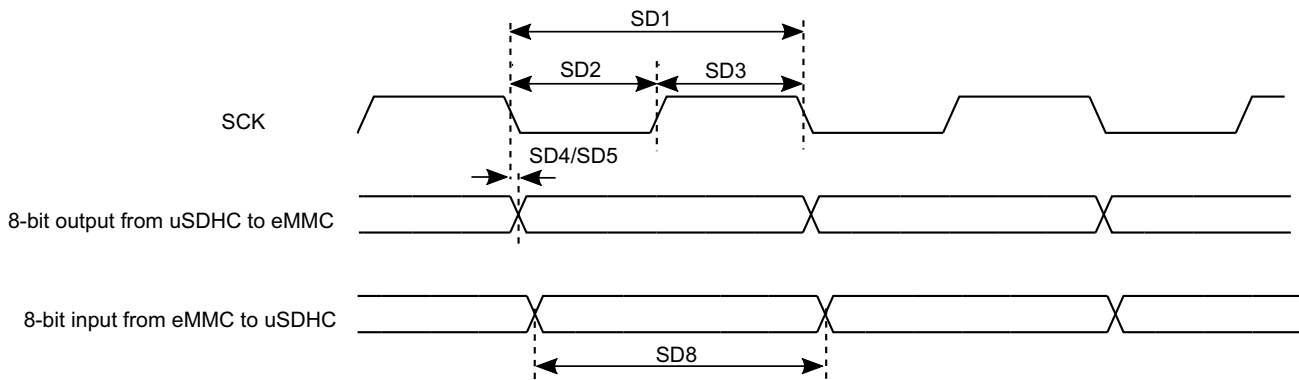 SD1
SD2
SD3
SCK
SD4/SD5
8-bit output from uSDHC to eMMC
8-bit input from eMMC to uSDHC
SD8